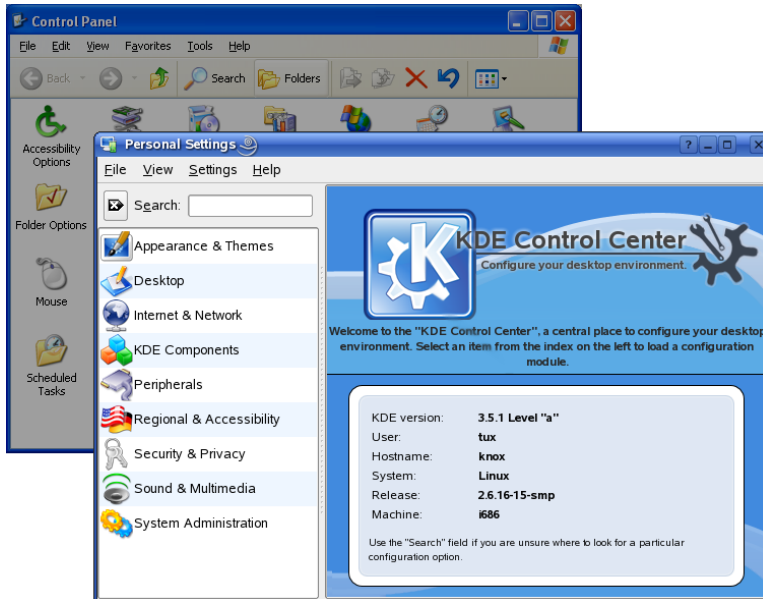 Control Panel
File Edit View Favorites Tools Help
Back Search Folders
Accessibility
Options
Folder Options
Mouse
Scheduled
Tasks
Personal Settings
File View Settings Help
Search:
Appearance & Themes
Desktop
Internet & Network
KDE Components
Peripherals
Regional & Accessibility
Security & Privacy
Sound & Multimedia
System Administration
KDE Control Center
Configure your desktop environment.
Welcome to the "KDE Control Center", a central place to configure your desktop
environment. Select an item from the index on the left to load a configuration
module.
KDE version: 3.5.1 Level "a"
User: tux
Hostname: knox
System: Linux
Release: 2.6.16-15-smp
Machine: i686
Use the "Search" field if you are unsure where to look for a particular
configuration option.